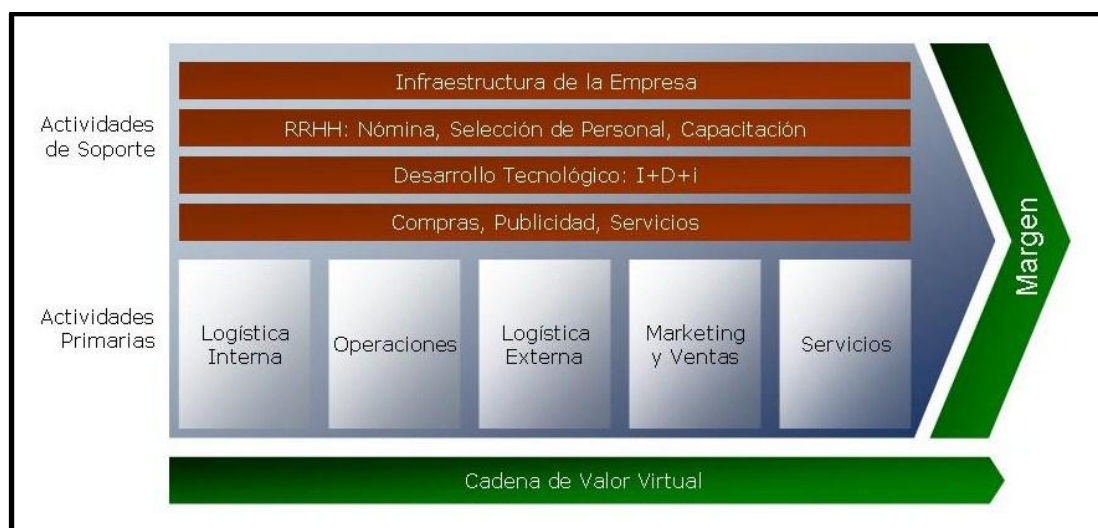 Actividades
de Soporte
Infraestructura de la Empresa
RRHH: Nómina, Selección de Personal, Capacitación
Desarrollo Tecnológico: I+D+i
Compras, Publicidad, Servicios
Actividades
Primarias
Logística
Interna
Operaciones
Logística
Externa
Marketing
y Ventas
Servicios
Margen
Cadena de Valor Virtual